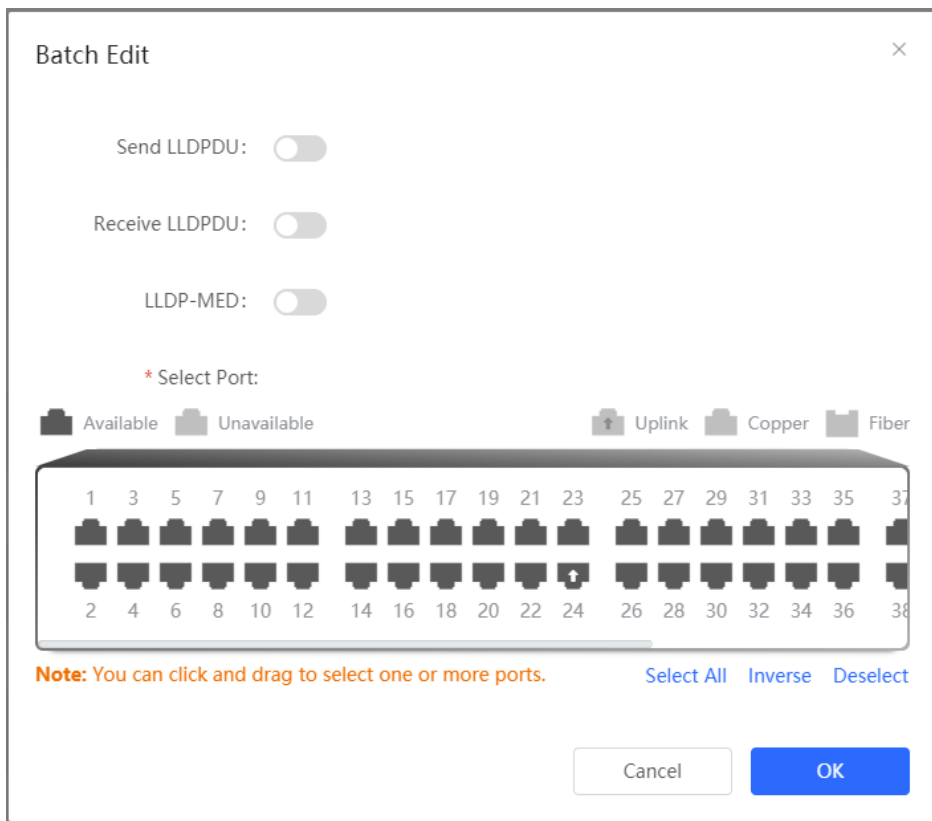 Batch Edit
Send LLDPDU:
Receive LLDPDU:
LLDP-MED:
* Select Port:
Available Unavailable Uplink Copper Fiber
1 3 5 7 9 11 13 15 17 19 21 23 25 27 29 31 33 35 37
2 4 6 8 10 12 14 16 18 20 22 24 26 28 30 32 34 36 38
Note: You can click and drag to select one or more ports. Select All Inverse Deselect
Cancel OK